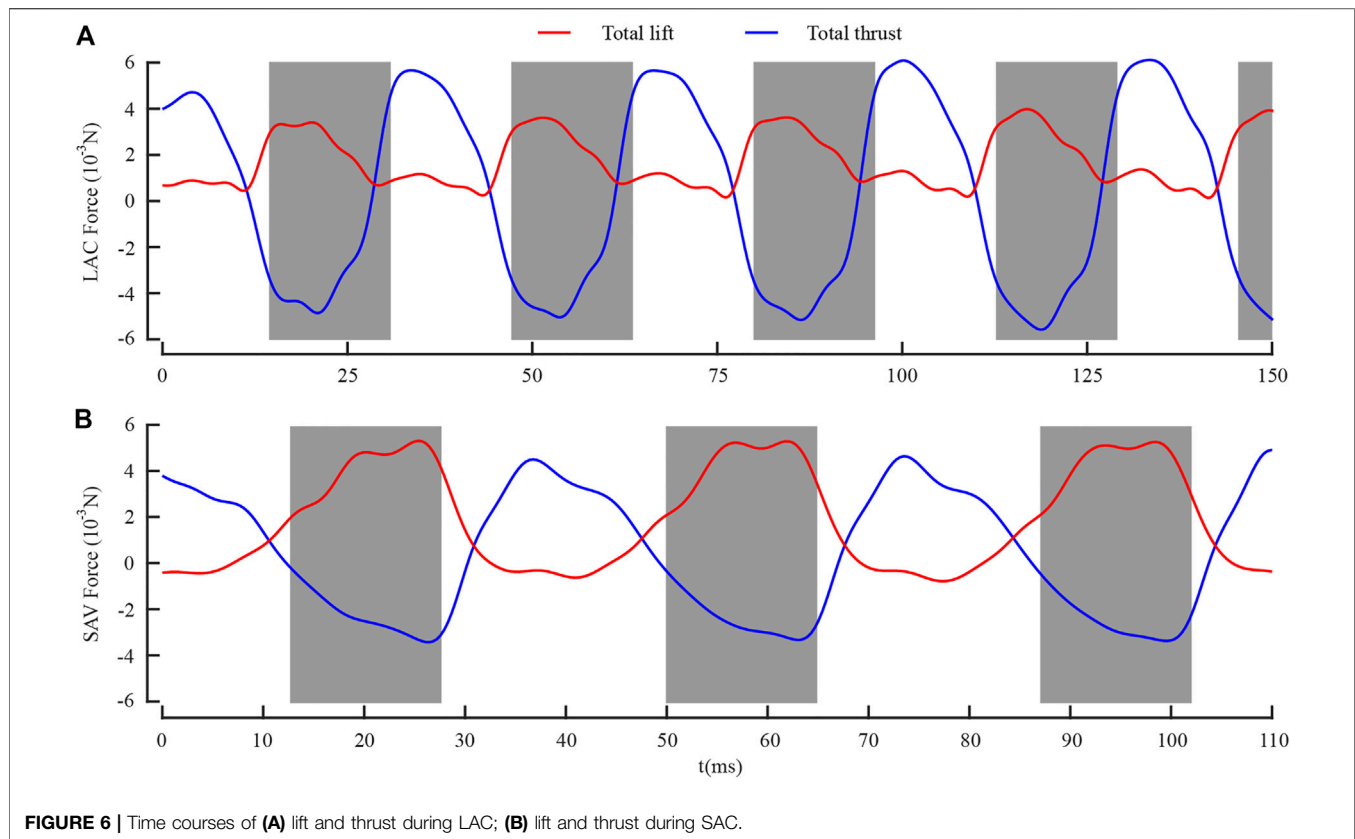 A
Total lift
Total thrust
6
4
2
0
-2
-4
-6
LAC Force (10⁻³N)
0 25 50 75 100 125 150
B
6
4
2
0
-2
-4
-6
SAV Force (10⁻³N)
0 10 20 30 40 50 60 70 80 90 100 110
t(ms)
FIGURE 6 | Time courses of (A) lift and thrust during LAC; (B) lift and thrust during SAC.